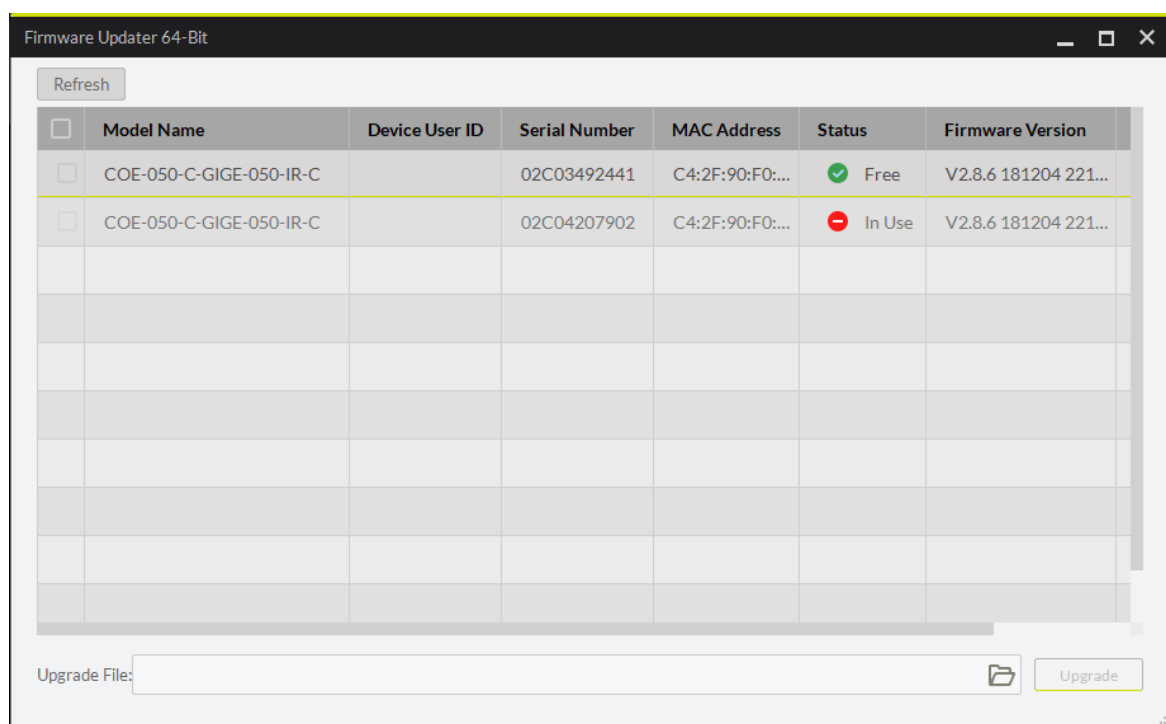 Firmware Updater 64-Bit
Refresh
Model Name Device User ID Serial Number MAC Address Status Firmware Version
COE-050-C-GIGE-050-IR-C 02C03492441 C4:2F:90:F0:... Free V2.8.6 181204 221...
COE-050-C-GIGE-050-IR-C 02C04207902 C4:2F:90:F0:... In Use V2.8.6 181204 221...
Upgrade File: Upgrade